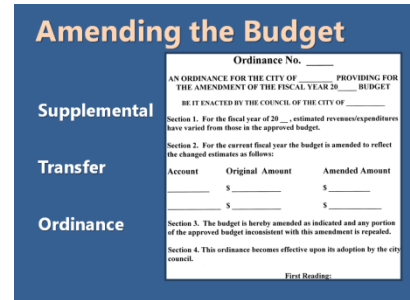 Amending the Budget
Supplemental
Transfer
Ordinance
Ordinance No. _____
AN ORDINANCE FOR THE CITY OF ________ PROVIDING FOR
THE AMENDMENT OF THE FISCAL YEAR 20____ BUDGET
BE IT ENACTED BY THE COUNCIL OF THE CITY OF __________
Section 1. For the fiscal year of 20 __, estimated revenues/expenditures
have varied from those in the approved budget.
Section 2. For the current fiscal year the budget is amended to reflect
the changed estimates as follows:
Account Original Amount Amended Amount
________ $ __________ $ ________
________ $ __________ $ ________
Section 3. The budget is hereby amended as indicated and any portion
of the approved budget inconsistent with this amendment is repealed.
Section 4. This ordinance becomes effective upon its adoption by the city
council.
First Reading: